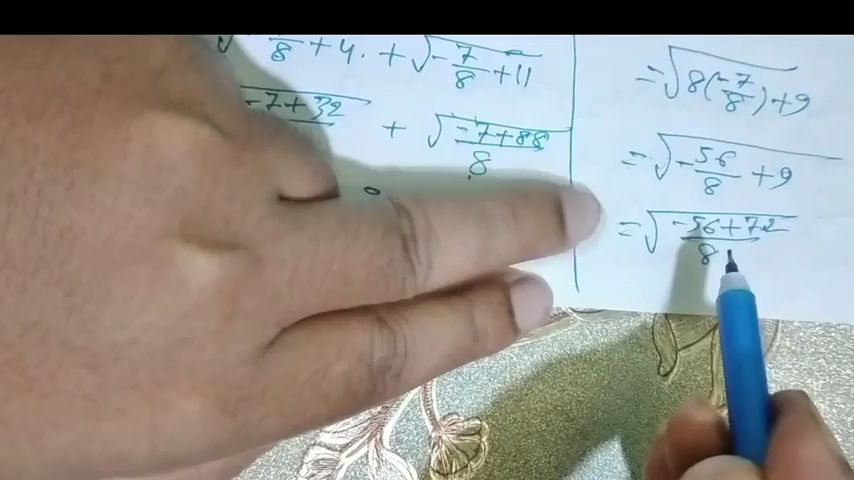 √ 7/8 + 4. + √-7/8 + 11
√-7+32 + √-7+88/8
= √8(-7/8)+9
= √-56/8 + 9
= √-56+72/8